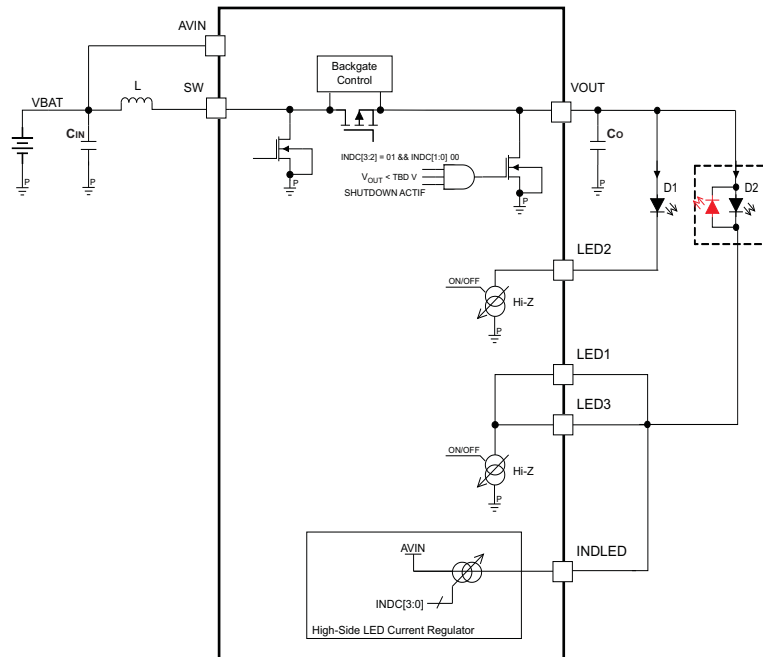 AVIN
L
SW
VBAT
CIN
P
P
Backgate
Control
VOUT
INDC[3:2] = 01 && INDC[1:0] 00
VOUT < TBD V
SHUTDOWN ACTIF
P
P
CO
P
D1
D2
LED2
ON/OFF
Hi-Z
P
LED1
LED3
ON/OFF
Hi-Z
P
INDLED
AVIN
INDC[3:0]
High-Side LED Current Regulator